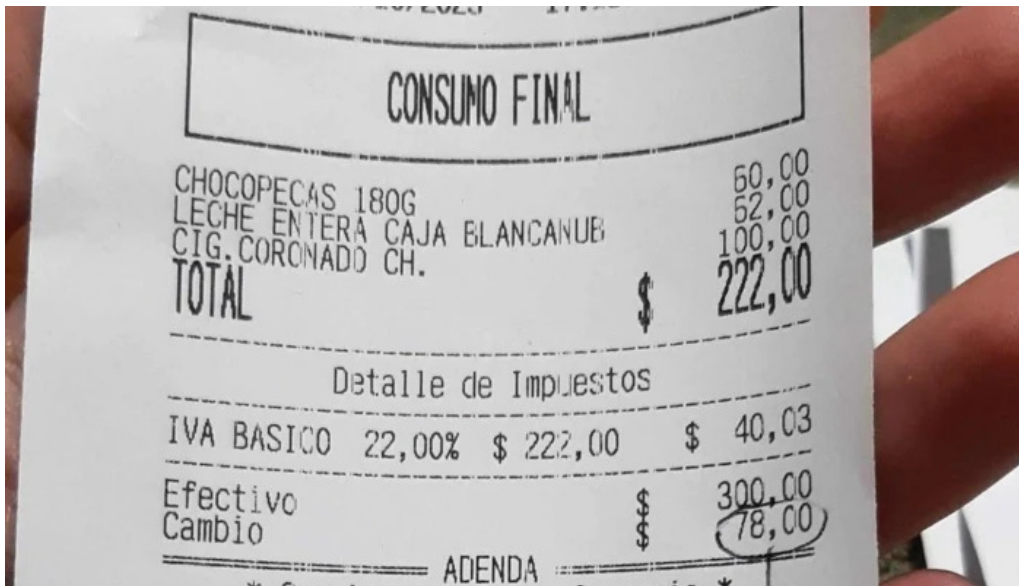 CONSUMO FINAL
CHOCOPECAS 180G 60,00
LECHE ENTERA CAJA BLANCANUB 62,00
CIG.CORONADO CH. 100,00
TOTAL $ 222,00
Detalle de Impuestos
IVA BASICO 22,00% $ 222,00 $ 40,03
Efectivo $ 300,00
Cambio $ 78,00
ADENDA